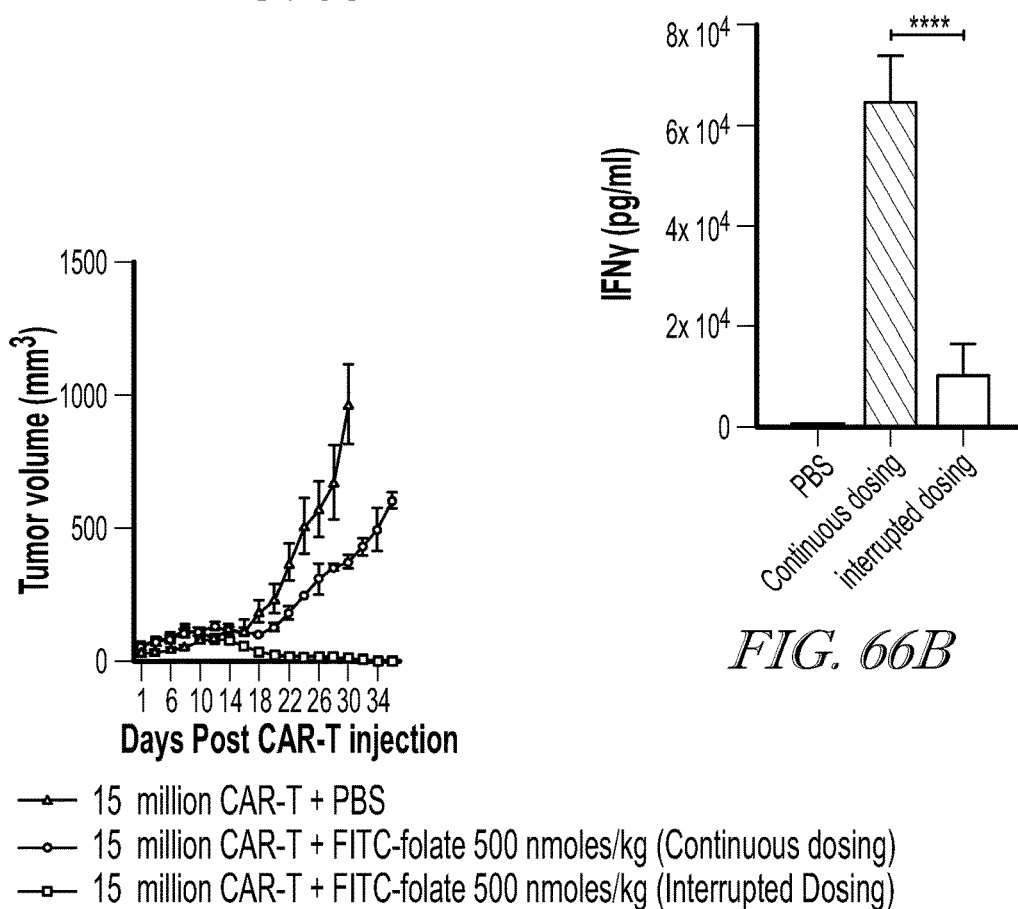 8x 10⁴
6x 10⁴
4x 10⁴
2x 10⁴
0
IFNγ (pg/ml)
****
PBS
Continuous dosing
interrupted dosing
FIG. 66B
1500
1000
500
0
Tumor volume (mm³)
1 6 10 14 18 22 26 30 34
Days Post CAR-T injection
15 million CAR-T + PBS
15 million CAR-T + FITC-folate 500 nmoles/kg (Continuous dosing)
15 million CAR-T + FITC-folate 500 nmoles/kg (Interrupted Dosing)